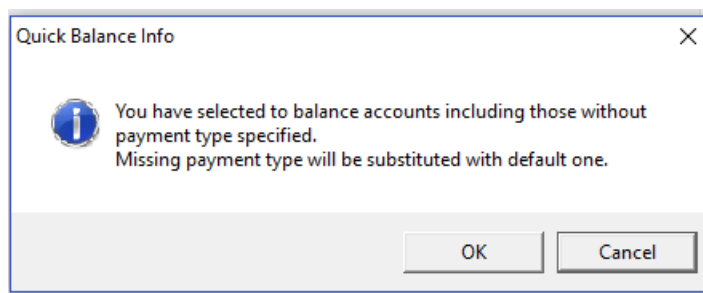 Quick Balance Info
You have selected to balance accounts including those without
payment type specified.
Missing payment type will be substituted with default one.
OK
Cancel